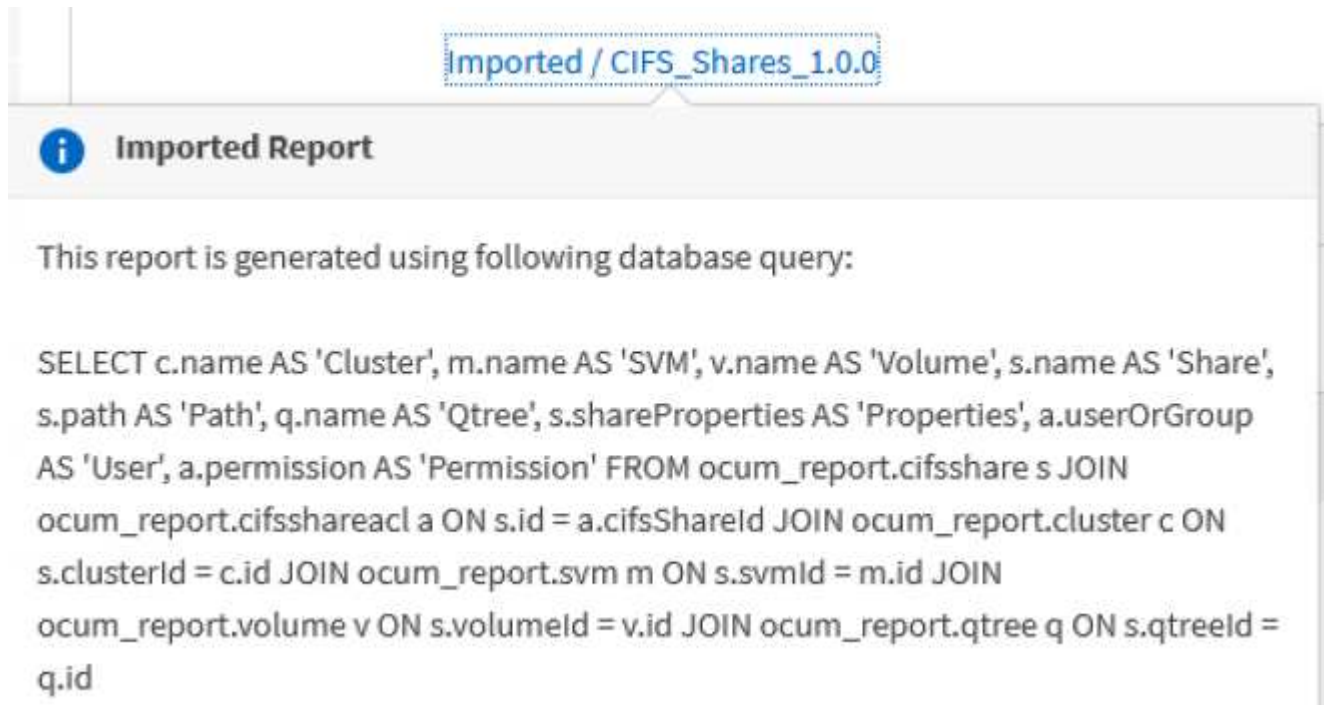 Imported / CIFS_Shares_1.0.0
i Imported Report
This report is generated using following database query:
SELECT c.name AS 'Cluster', m.name AS 'SVM', v.name AS 'Volume', s.name AS 'Share',
s.path AS 'Path', q.name AS 'Qtree', s.shareProperties AS 'Properties', a.userOrGroup
AS 'User', a.permission AS 'Permission' FROM ocum_report.cifsshare s JOIN
ocum_report.cifsshareacl a ON s.id = a.cifsShareId JOIN ocum_report.cluster c ON
s.clusterId = c.id JOIN ocum_report.svm m ON s.svmId = m.id JOIN
ocum_report.volume v ON s.volumeId = v.id JOIN ocum_report.qtree q ON s.qtreeId =
q.id